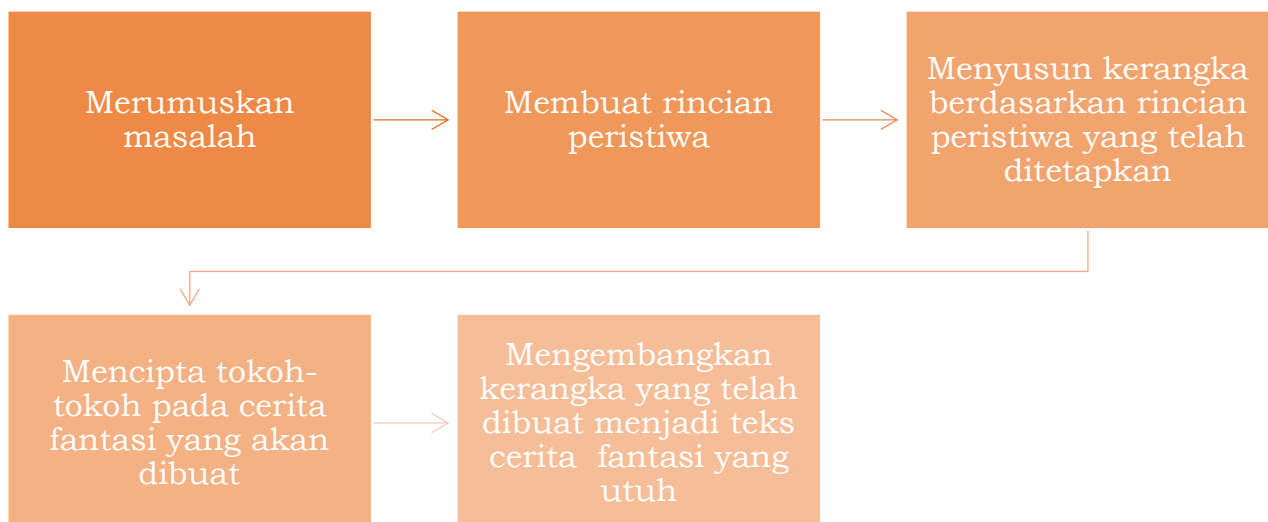 Merumuskan
masalah
Membuat rincian
peristiwa
Menyusun kerangka
berdasarkan rincian
peristiwa yang telah
ditetapkan
Mencipta tokoh-
tokoh pada cerita
fantasi yang akan
dibuat
Mengembangkan
kerangka yang telah
dibuat menjadi teks
cerita  fantasi yang
utuh